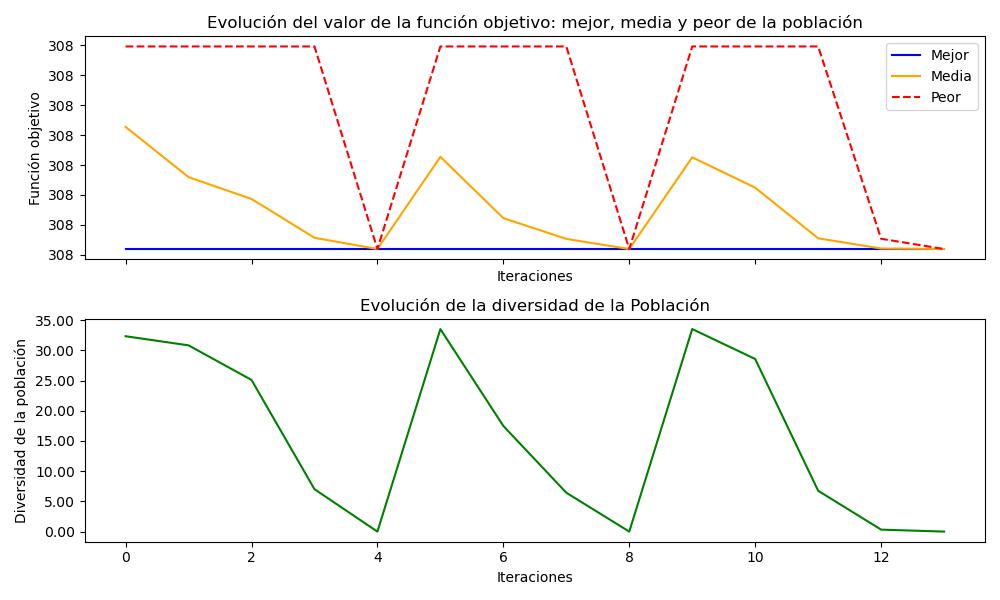 Evolución del valor de la función objetivo: mejor, media y peor de la población
308
308
308
308
308
308
308
308
Función objetivo
Mejor
Media
Peor
Iteraciones
Evolución de la diversidad de la Población
35.00
30.00
25.00
20.00
15.00
10.00
5.00
0.00
Diversidad de la población
0 2 4 6 8 10 12
Iteraciones